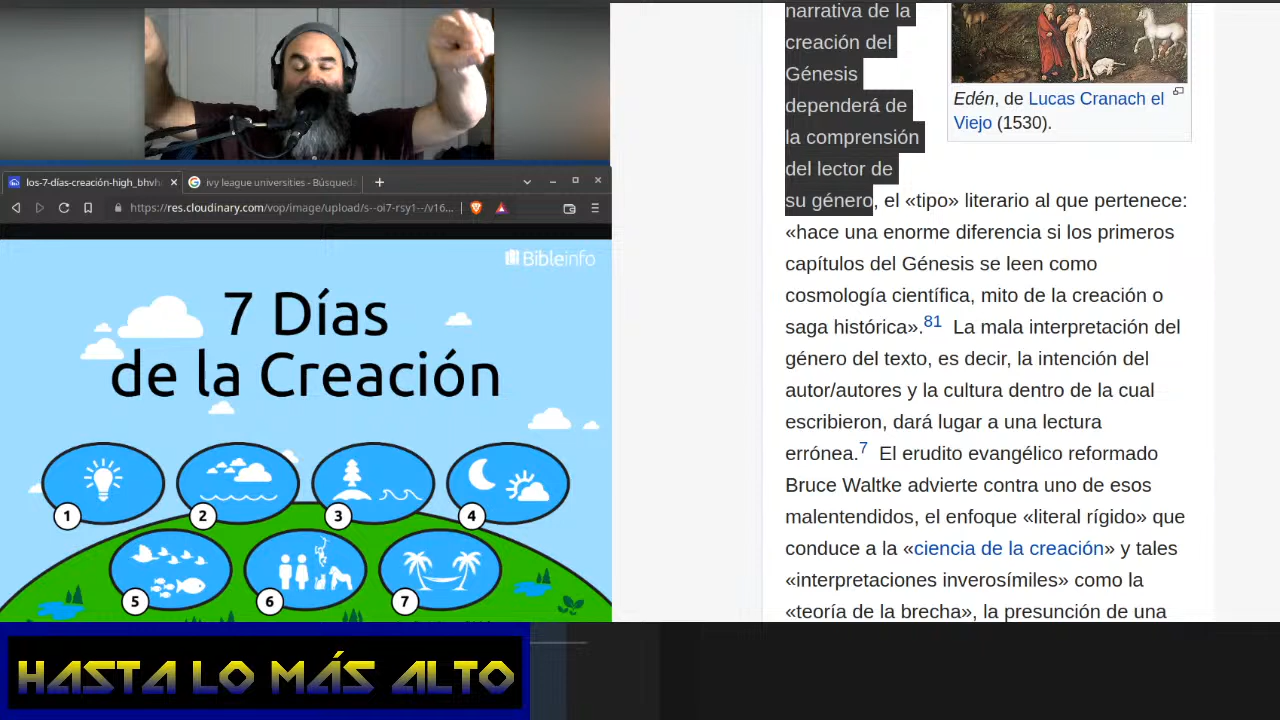 los-7-días-creación-high_bhvh
ivy league universities - Búsqued
https://res.cloudinary.com/vop/image/upload/s--oi7-rsy1--/v16...
Bibleinfo
7 Días
de la Creación
1
2
3
4
5
6
7
HASTA LO MÁS ALTO
narrativa de la
creación del
Génesis
dependerá de
la comprensión
del lector de
su género, el «tipo» literario al que pertenece:
«hace una enorme diferencia si los primeros
capítulos del Génesis se leen como
cosmología científica, mito de la creación o
saga histórica».81 La mala interpretación del
género del texto, es decir, la intención del
autor/autores y la cultura dentro de la cual
escribieron, dará lugar a una lectura
errónea.7 El erudito evangélico reformado
Bruce Waltke advierte contra uno de esos
malentendidos, el enfoque «literal rígido» que
conduce a la «ciencia de la creación» y tales
«interpretaciones inverosímiles» como la
«teoría de la brecha», la presunción de una
Edén, de Lucas Cranach el
Viejo (1530).